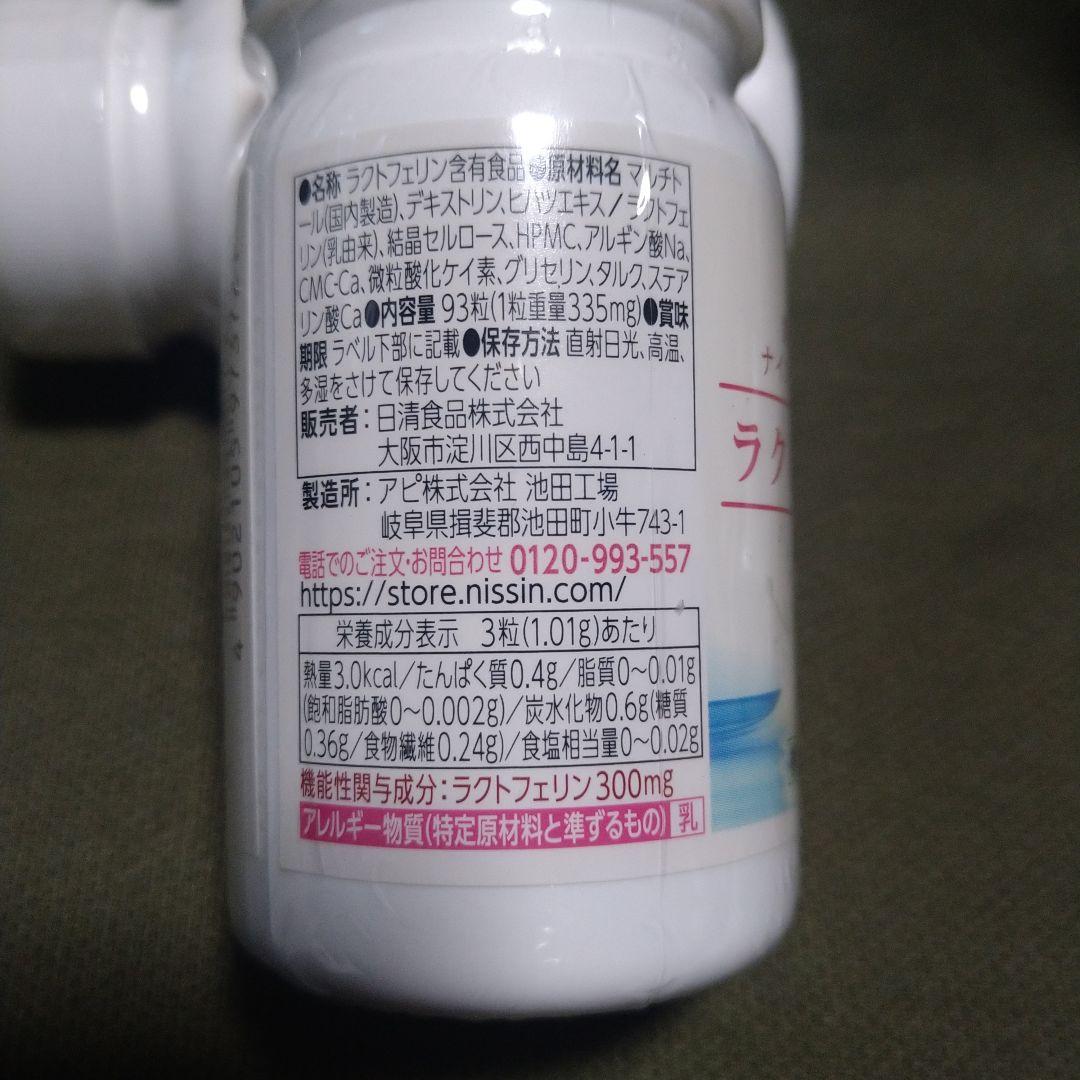 ●名称 ラクトフェリン含有食品 ●原材料名 マルチト
ール(国内製造)、デキストリン、ヒハツエキス/ラクトフェ
リン(乳由来)、結晶セルロース、HPMC、アルギン酸Na、
CMC-Ca、微粒酸化ケイ素、グリセリン、タルク、ステア
リン酸Ca●内容量 93粒(1粒重量335mg)●賞味
期限 ラベル下部に記載●保存方法 直射日光、高温、
多湿をさけて保存してください
販売者：日清食品株式会社
大阪市淀川区西中島4-1-1
製造所：アピ株式会社 池田工場
岐阜県揖斐郡池田町小牛743-1
電話でのご注文・お問合わせ 0120-993-557
https://store.nissin.com/
栄養成分表示 3粒(1.01g)あたり
熱量3.0kcal/たんぱく質0.4g/脂質0~0.01g
(飽和脂肪酸0~0.002g)/炭水化物0.6g(糖質
0.36g/食物繊維0.24g)/食塩相当量0~0.02g
機能性関与成分：ラクトフェリン300mg
アレルギー物質(特定原材料と準ずるもの) 乳
ナイ
ラク